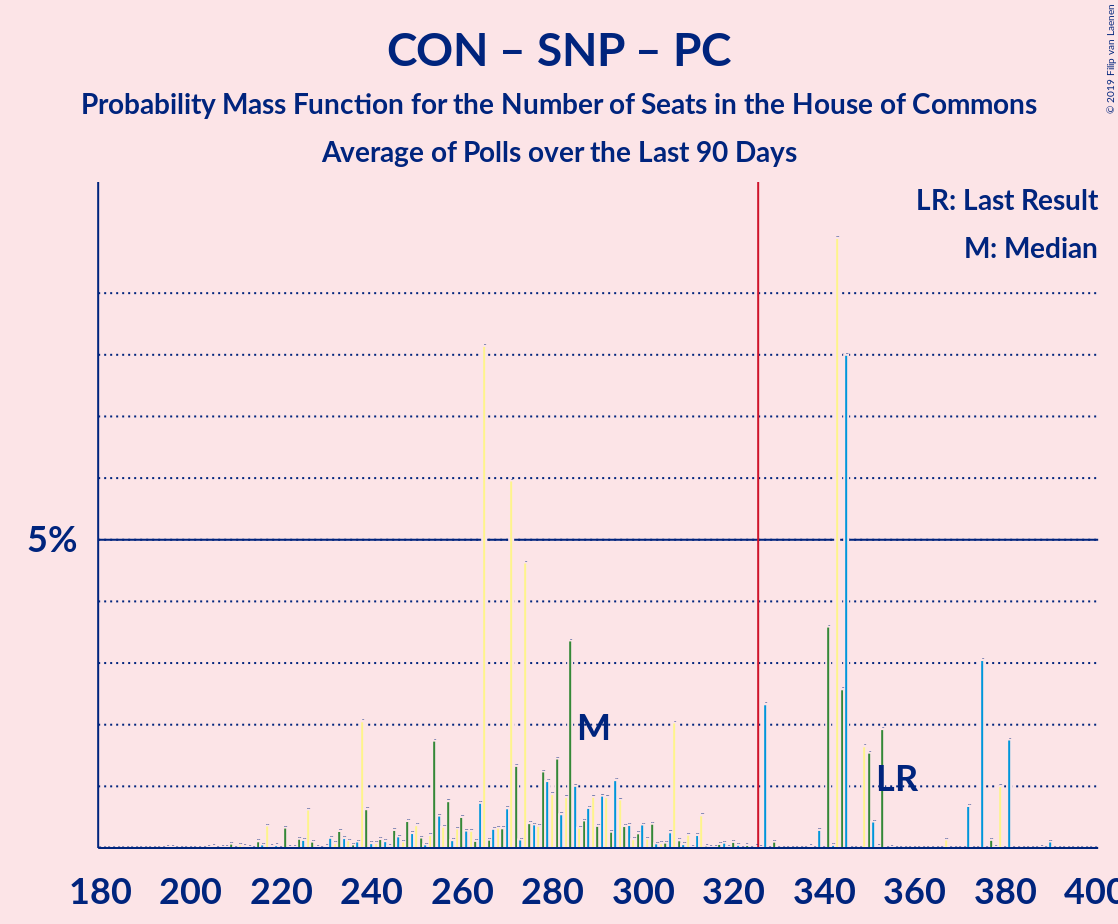 CON – SNP – PC
Probability Mass Function for the Number of Seats in the House of Commons
Average of Polls over the Last 90 Days
© 2019 Filip van Laenen
LR: Last Result
M: Median
5%
M
LR
180 200 220 240 260 280 300 320 340 360 380 400